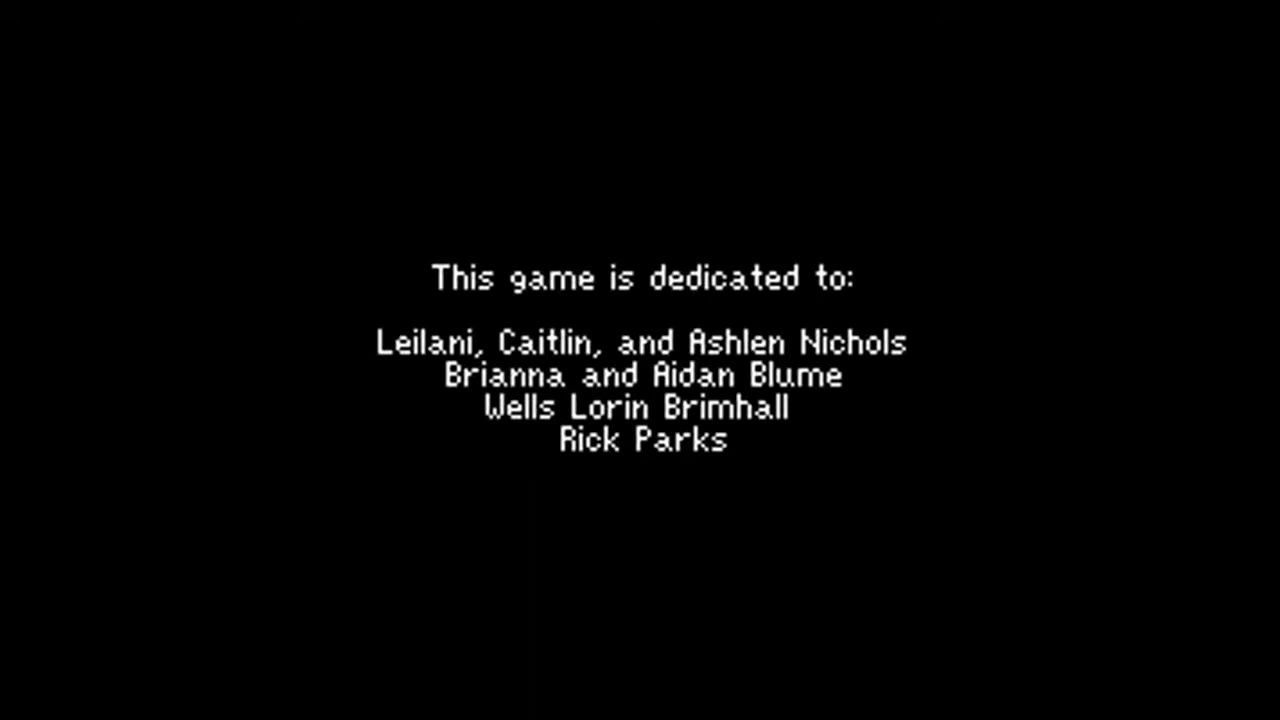 This game is dedicated to:
Leilani, Caitlin, and Ashlen Nichols
Brianna and Aidan Blume
Wells Lorin Brimhall
Rick Parks